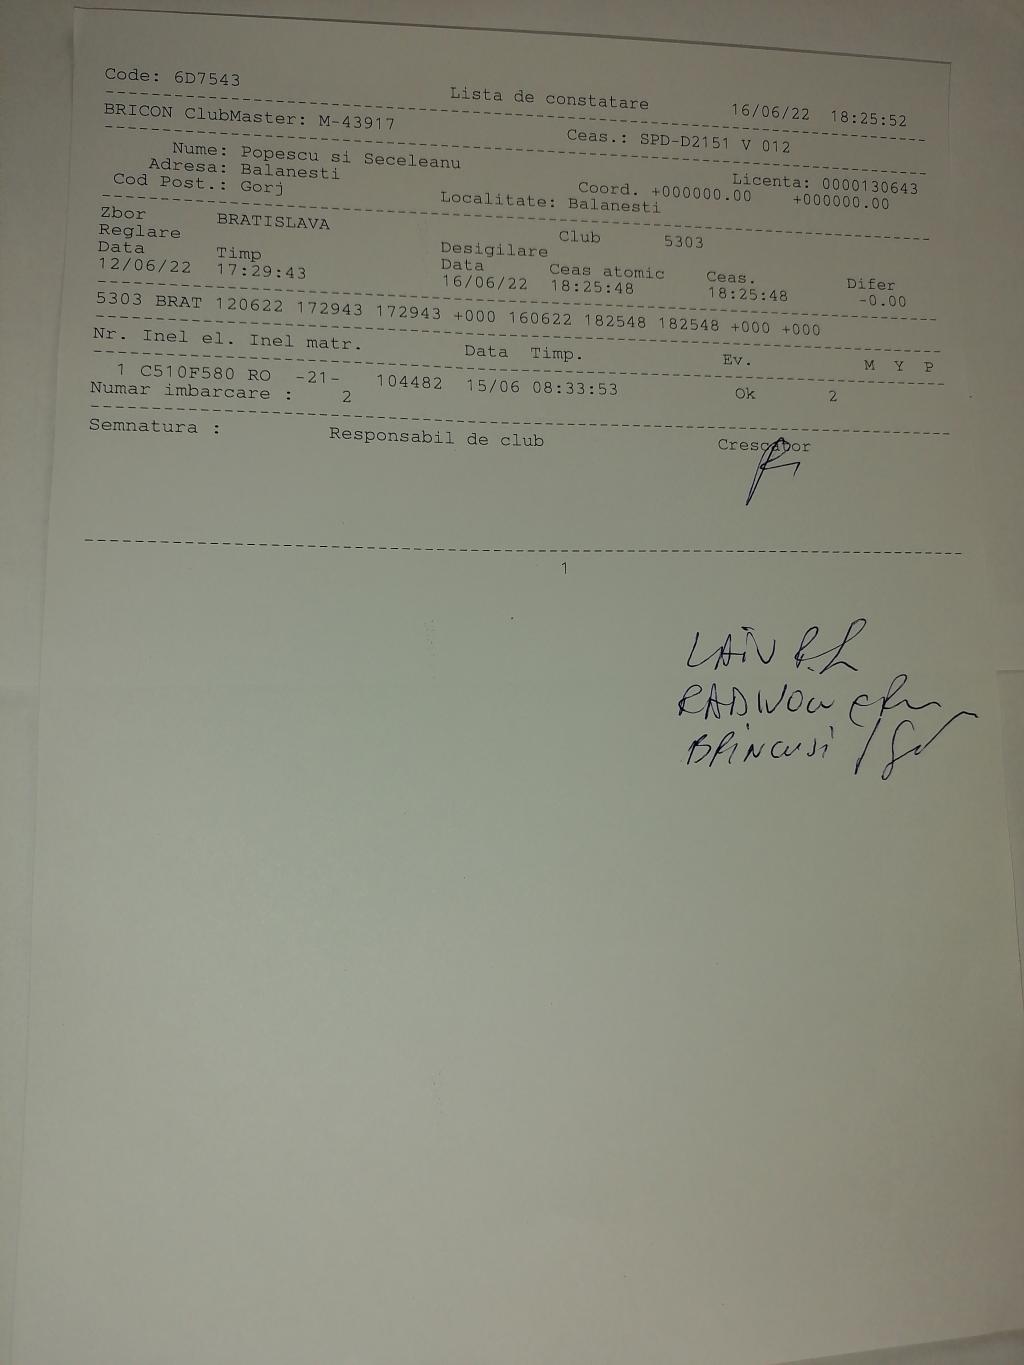 Code: 6D7543 Lista de constatare 16/06/22 18:25:52
BRICON ClubMaster: M-43917 Ceas.: SPD-D2151 V 012
Nume: Popescu si Seceleanu Licenta: 0000130643
Adresa: Balanesti Coord. +000000.00 +000000.00
Cod Post.: Gorj Localitate: Balanesti
Zbor BRATISLAVA Club 5303
Reglare Desigilare
Data Timp Data Ceas atomic Ceas. Difer
12/06/22 17:29:43 16/06/22 18:25:48 18:25:48 -0.00
5303 BRAT 120622 172943 172943 +000 160622 182548 182548 +000 +000
Nr. Inel el. Inel matr. Data Timp. Ev. M Y P
1 C510F580 RO -21- 104482 15/06 08:33:53 Ok 2
Numar imbarcare : 2
Semnatura : Responsabil de club Crescator
1